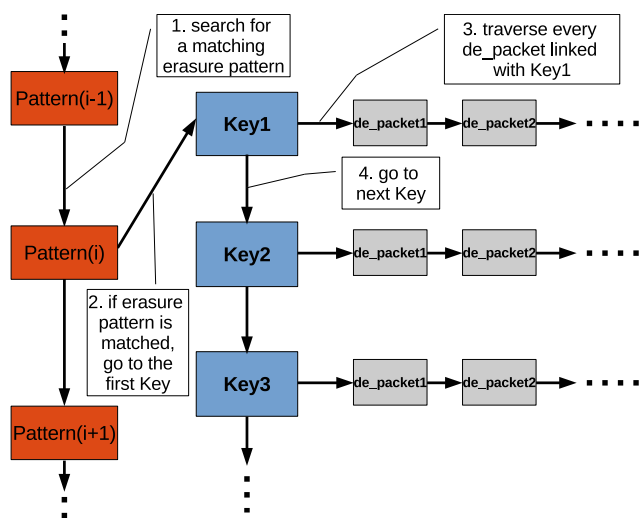 1. search for
a matching
erasure pattern
3. traverse every
de_packet linked
with Key1
Pattern(i-1)
Key1
de_packet1
de_packet2
4. go to
next Key
Pattern(i)
Key2
de_packet1
de_packet2
2. if erasure
pattern is
matched,
go to the
first Key
Key3
de_packet1
de_packet2
Pattern(i+1)